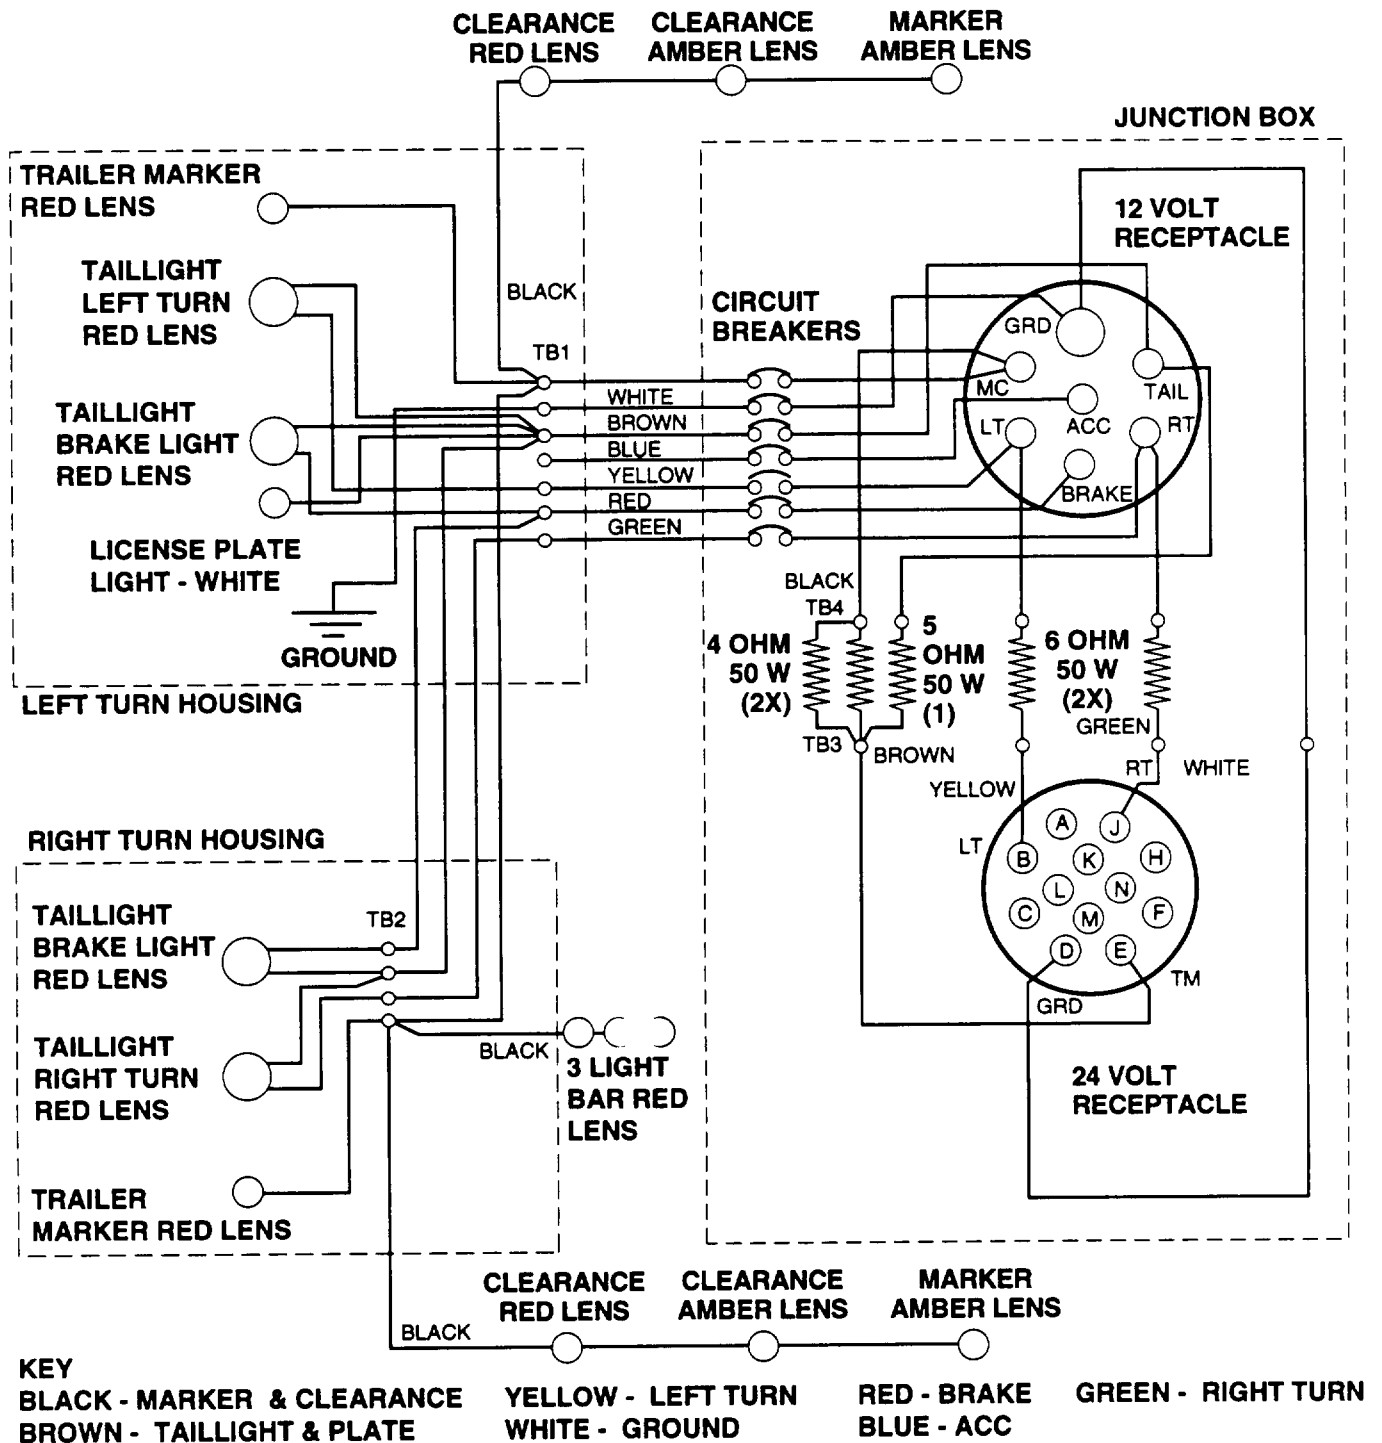 CLEARANCE
RED LENS
CLEARANCE
AMBER LENS
MARKER
AMBER LENS
JUNCTION BOX
TRAILER MARKER
RED LENS
12 VOLT
RECEPTACLE
TAILLIGHT
LEFT TURN
RED LENS
BLACK
CIRCUIT
BREAKERS
GRD
TB1
MC
TAIL
WHITE
TAILLIGHT
BRAKE LIGHT
RED LENS
BROWN
LT
ACC
RT
BLUE
YELLOW
BRAKE
RED
GREEN
LICENSE PLATE
LIGHT - WHITE
BLACK
TB4
GROUND
4 OHM
50 W
(2X)
5
OHM
50 W
(1)
6 OHM
50 W
(2X)
LEFT TURN HOUSING
GREEN
TB3
BROWN
RT
WHITE
YELLOW
RIGHT TURN HOUSING
LT
A
J
B
K
H
L
N
C
M
F
D
E
TAILLIGHT
BRAKE LIGHT
RED LENS
TB2
TM
GRD
TAILLIGHT
RIGHT TURN
RED LENS
BLACK
3 LIGHT
BAR RED
LENS
24 VOLT
RECEPTACLE
TRAILER
MARKER RED LENS
CLEARANCE
RED LENS
CLEARANCE
AMBER LENS
MARKER
AMBER LENS
BLACK
KEY
BLACK - MARKER & CLEARANCE
BROWN - TAILLIGHT & PLATE
YELLOW - LEFT TURN
WHITE - GROUND
RED - BRAKE
BLUE - ACC
GREEN - RIGHT TURN